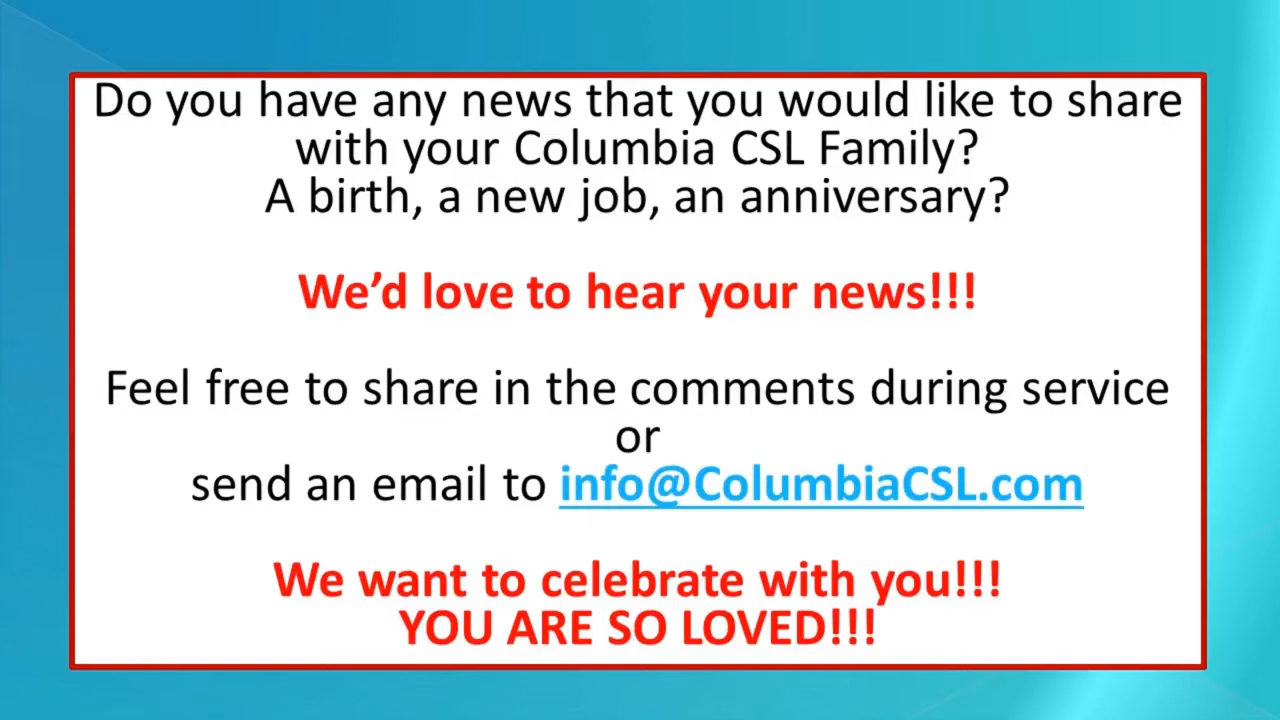 Do you have any news that you would like to share
with your Columbia CSL Family?
A birth, a new job, an anniversary?
We’d love to hear your news!!!
Feel free to share in the comments during service
or
send an email to info@ColumbiaCSL.com
We want to celebrate with you!!!
YOU ARE SO LOVED!!!